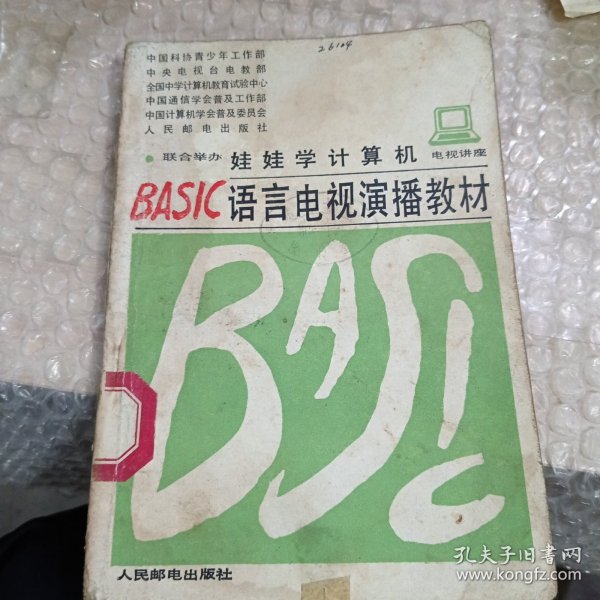 26104
中国科协青少年工作部
中央电视台电教部
全国中学计算机教育试验中心
中国通信学会普及工作部
中国计算机学会普及委员会
人民邮电出版社
•联合举办 娃娃学计算机 电视讲座
BASIC语言电视演播教材
BASIC
人民邮电出版社
孔夫子旧书网
www.kongfz.com